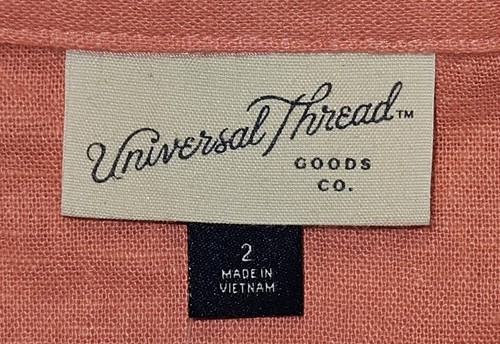 Universal Thread™
GOODS
CO.
2
MADE IN
VIETNAM